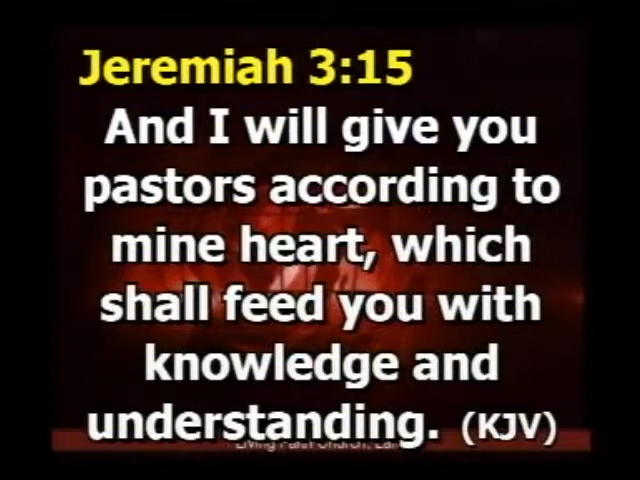 Jeremiah 3:15
And I will give you
pastors according to
mine heart, which
shall feed you with
knowledge and
understanding. (KJV)